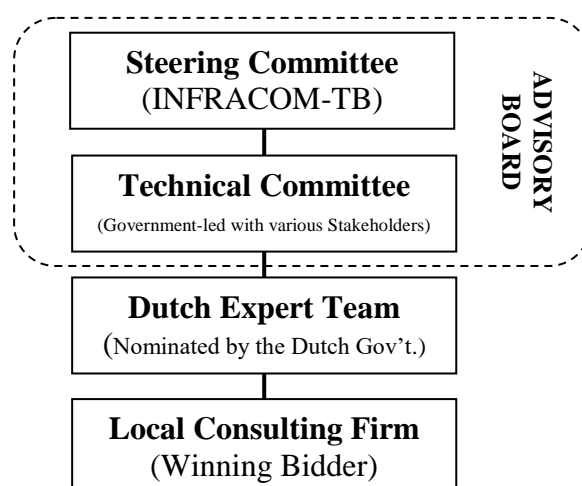 Steering Committee
(INFRACOM-TB)
ADVISORY
BOARD
Technical Committee
(Government-led with various Stakeholders)
Dutch Expert Team
(Nominated by the Dutch Gov't.)
Local Consulting Firm
(Winning Bidder)